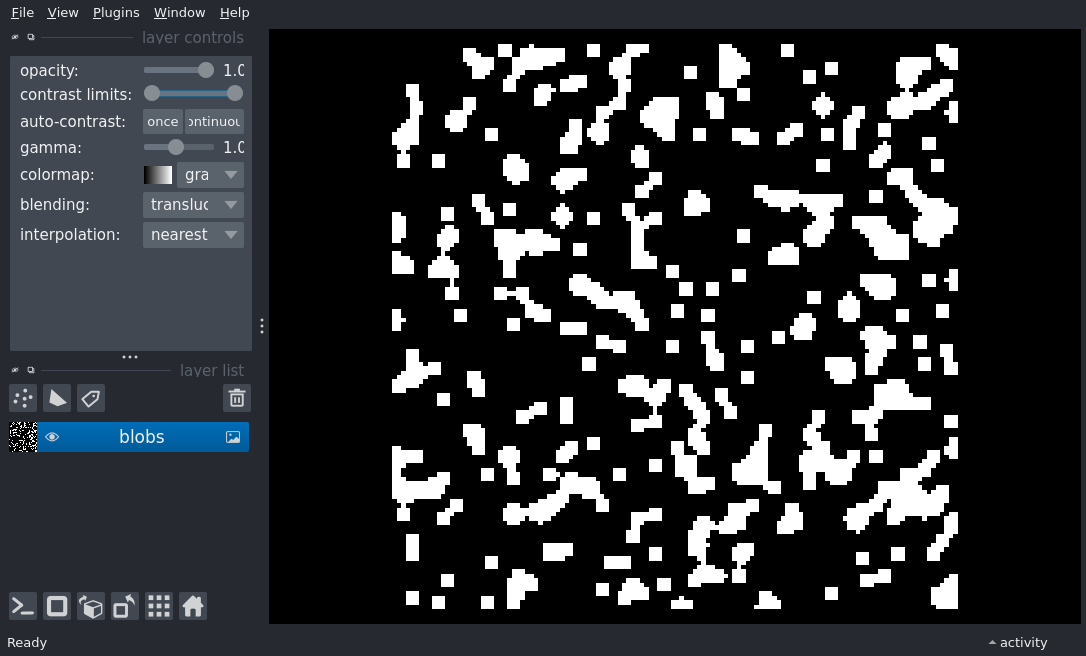 File View Plugins Window Help
layer controls
opacity: 1.0
contrast limits:
auto-contrast: once ontinuou
gamma: 1.0
colormap: gra
blending: transluc
interpolation: nearest
layer list
blobs
Ready activity